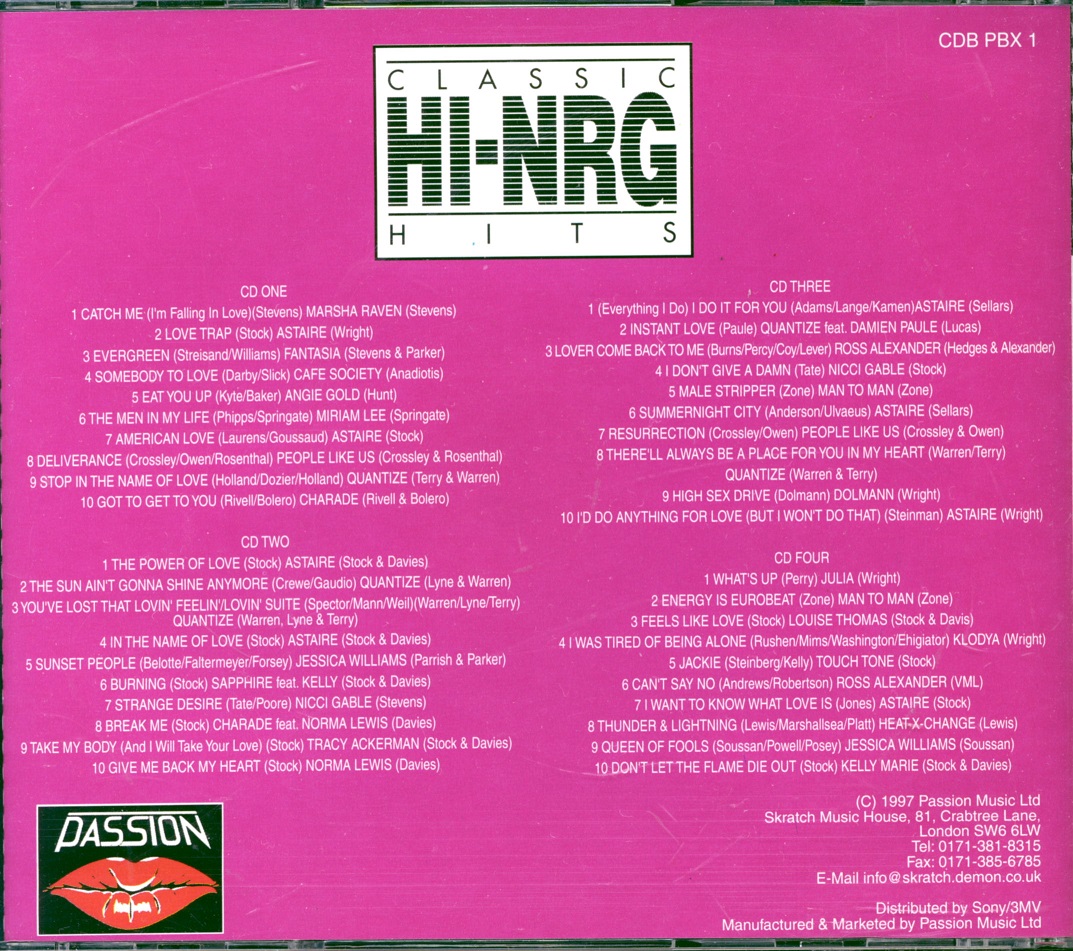 CDB PBX 1
CLASSIC
HI-NRG
HITS
CD ONE
1 CATCH ME (I'm Falling In Love)(Stevens) MARSHA RAVEN (Stevens)
2 LOVE TRAP (Stock) ASTAIRE (Wright)
3 EVERGREEN (Streisand/Williams) FANTASIA (Stevens & Parker)
4 SOMEBODY TO LOVE (Darby/Slick) CAFE SOCIETY (Anadiotis)
5 EAT YOU UP (Kyte/Baker) ANGIE GOLD (Hunt)
6 THE MEN IN MY LIFE (Phipps/Springate) MIRIAM LEE (Springate)
7 AMERICAN LOVE (Laurens/Goussaud) ASTAIRE (Stock)
8 DELIVERANCE (Crossley/Owen/Rosenthal) PEOPLE LIKE US (Crossley & Rosenthal)
9 STOP IN THE NAME OF LOVE (Holland/Dozier/Holland) QUANTIZE (Terry & Warren)
10 GOT TO GET TO YOU (Rivell/Bolero) CHARADE (Rivell & Bolero)
CD TWO
1 THE POWER OF LOVE (Stock) ASTAIRE (Stock & Davies)
2 THE SUN AIN'T GONNA SHINE ANYMORE (Crewe/Gaudio) QUANTIZE (Lyne & Warren)
3 YOU'VE LOST THAT LOVIN' FEELIN'/LOVIN' SUITE (Spector/Mann/Weil)(Warren/Lyne/Terry)
QUANTIZE (Warren, Lyne & Terry)
4 IN THE NAME OF LOVE (Stock) ASTAIRE (Stock & Davies)
5 SUNSET PEOPLE (Belotte/Faltermeyer/Forsey) JESSICA WILLIAMS (Parrish & Parker)
6 BURNING (Stock) SAPPHIRE feat. KELLY (Stock & Davies)
7 STRANGE DESIRE (Tate/Poore) NICCI GABLE (Stevens)
8 BREAK ME (Stock) CHARADE feat. NORMA LEWIS (Davies)
9 TAKE MY BODY (And I Will Take Your Love) (Stock) TRACY ACKERMAN (Stock & Davies)
10 GIVE ME BACK MY HEART (Stock) NORMA LEWIS (Davies)
CD THREE
1 (Everything I Do) I DO IT FOR YOU (Adams/Lange/Kamen)ASTAIRE (Sellars)
2 INSTANT LOVE (Paule) QUANTIZE feat. DAMIEN PAULE (Lucas)
3 LOVER COME BACK TO ME (Burns/Percy/Coy/Lever) ROSS ALEXANDER (Hedges & Alexander)
4 I DON'T GIVE A DAMN (Tate) NICCI GABLE (Stock)
5 MALE STRIPPER (Zone) MAN TO MAN (Zone)
6 SUMMERNIGHT CITY (Anderson/Ulvaeus) ASTAIRE (Sellars)
7 RESURRECTION (Crossley/Owen) PEOPLE LIKE US (Crossley & Owen)
8 THERE'LL ALWAYS BE A PLACE FOR YOU IN MY HEART (Warren/Terry)
QUANTIZE (Warren & Terry)
9 HIGH SEX DRIVE (Dolmann) DOLMANN (Wright)
10 I'D DO ANYTHING FOR LOVE (BUT I WON'T DO THAT) (Steinman) ASTAIRE (Wright)
CD FOUR
1 WHAT'S UP (Perry) JULIA (Wright)
2 ENERGY IS EUROBEAT (Zone) MAN TO MAN (Zone)
3 FEELS LIKE LOVE (Stock) LOUISE THOMAS (Stock & Davis)
4 I WAS TIRED OF BEING ALONE (Rushen/Mims/Washington/Ehigiator) KLODYA (Wright)
5 JACKIE (Steinberg/Kelly) TOUCH TONE (Stock)
6 CAN'T SAY NO (Andrews/Robertson) ROSS ALEXANDER (VML)
7 I WANT TO KNOW WHAT LOVE IS (Jones) ASTAIRE (Stock)
8 THUNDER & LIGHTNING (Lewis/Marshallsea/Platt) HEAT-X-CHANGE (Lewis)
9 QUEEN OF FOOLS (Soussan/Powell/Posey) JESSICA WILLIAMS (Soussan)
10 DON'T LET THE FLAME DIE OUT (Stock) KELLY MARIE (Stock & Davies)
PASSION
(C) 1997 Passion Music Ltd
Skratch Music House, 81, Crabtree Lane,
London SW6 6LW
Tel: 0171-381-8315
Fax: 0171-385-6785
E-Mail info@skratch.demon.co.uk
Distributed by Sony/3MV
Manufactured & Marketed by Passion Music Ltd